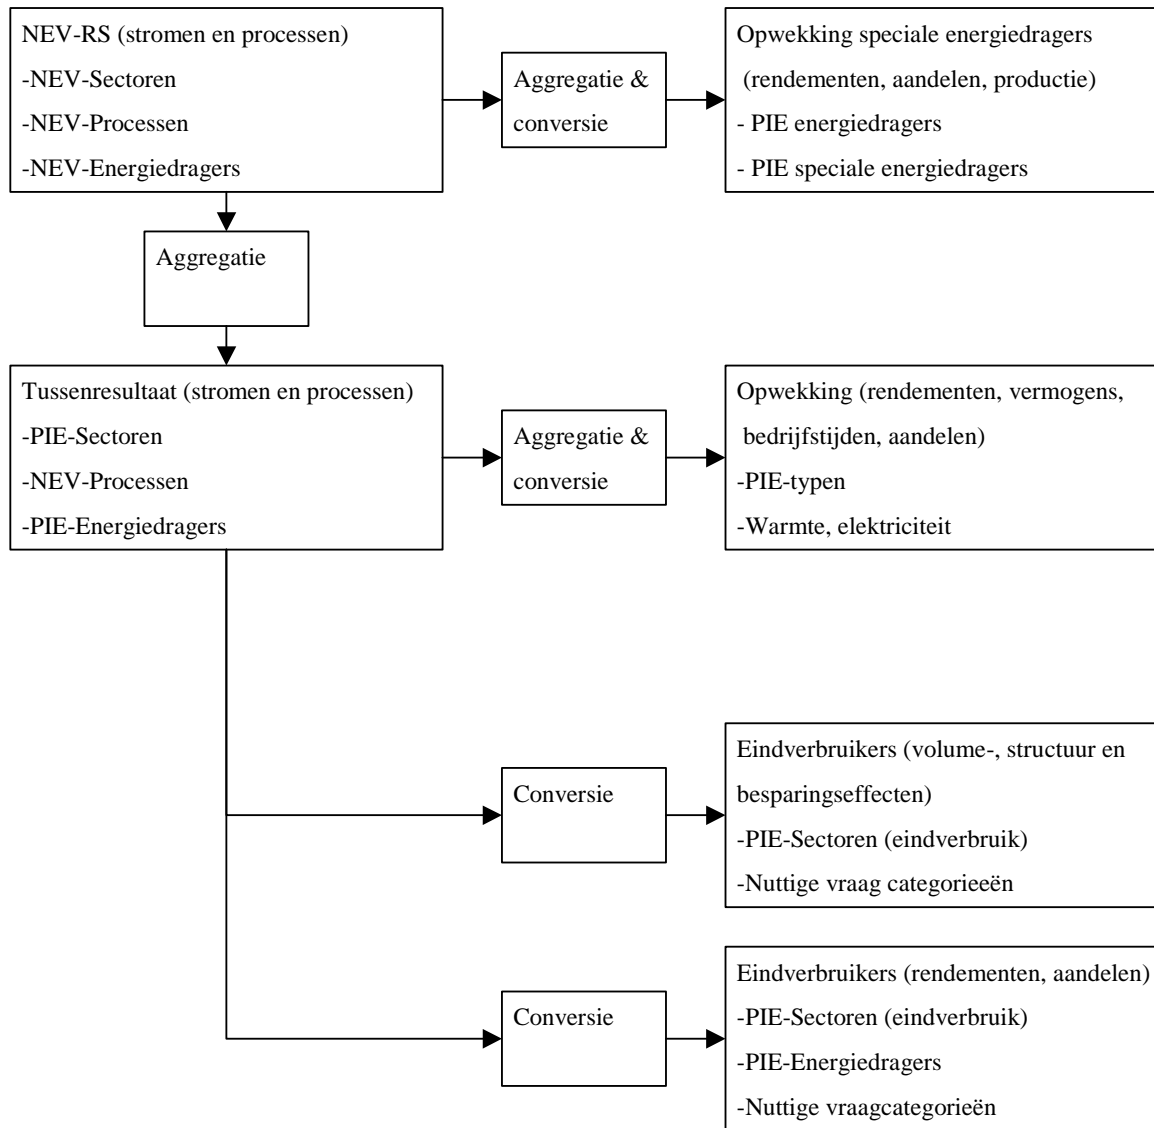 NEV-RS (stromen en processen)
-NEV-Sectoren
-NEV-Processen
-NEV-Energiedragers
Aggregatie &
conversie
Opwekking speciale energiedragers
(rendementen, aandelen, productie)
- PIE energiedragers
- PIE speciale energiedragers
Aggregatie
Tussenresultaat (stromen en processen)
-PIE-Sectoren
-NEV-Processen
-PIE-Energiedragers
Aggregatie &
conversie
Opwekking (rendementen, vermogens,
bedrijfstijden, aandelen)
-PIE-typen
-Warmte, elektriciteit
Conversie
Eindverbruikers (volume-, structuur en
besparingseffecten)
-PIE-Sectoren (eindverbruik)
-Nuttige vraag categorieeën
Conversie
Eindverbruikers (rendementen, aandelen)
-PIE-Sectoren (eindverbruik)
-PIE-Energiedragers
-Nuttige vraagcategorieën